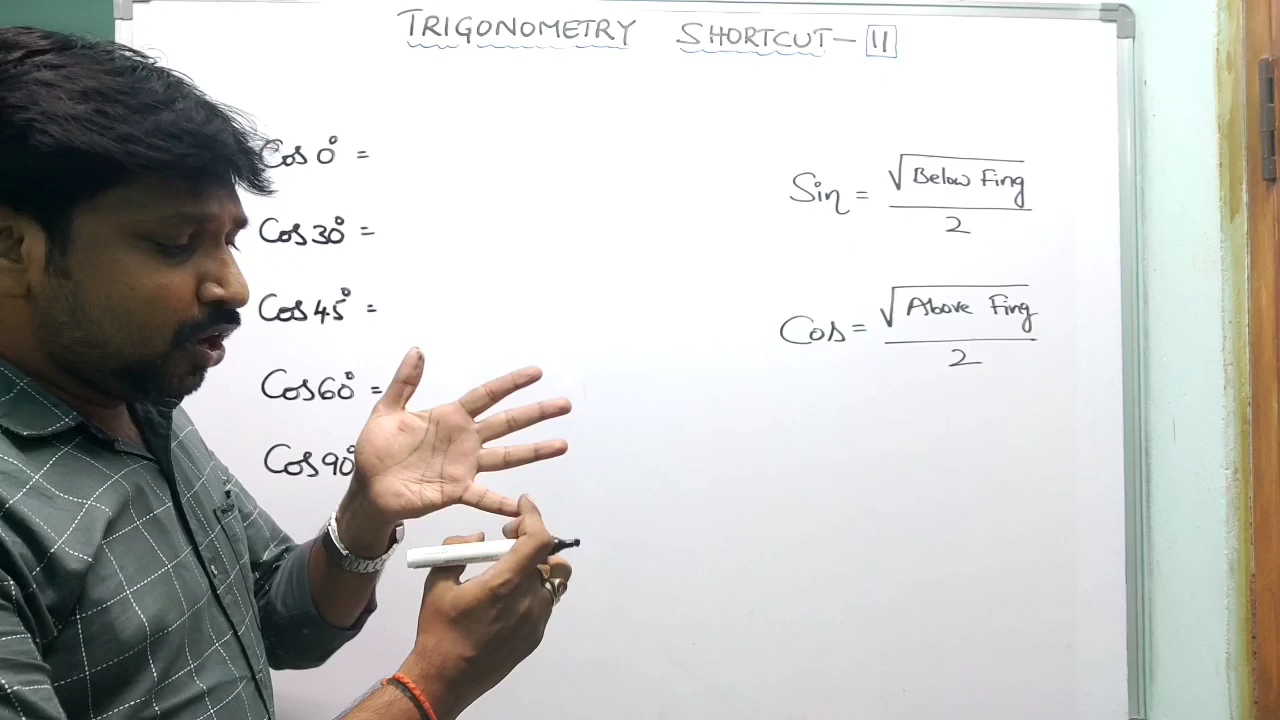 TRIGONOMETRY SHORTCUT - 11
Cos 0° =
Cos 30° =
Cos 45° =
Cos 60° =
Cos 90°
Sin = √Below Fing / 2
Cos = √Above Fing / 2